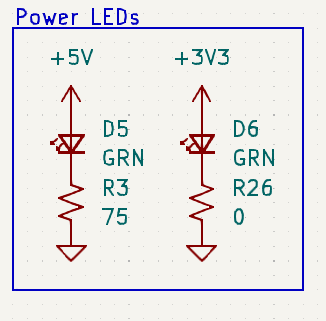 Power LEDs
+5V
+3V3
D5
GRN
R3
75
D6
GRN
R26
0